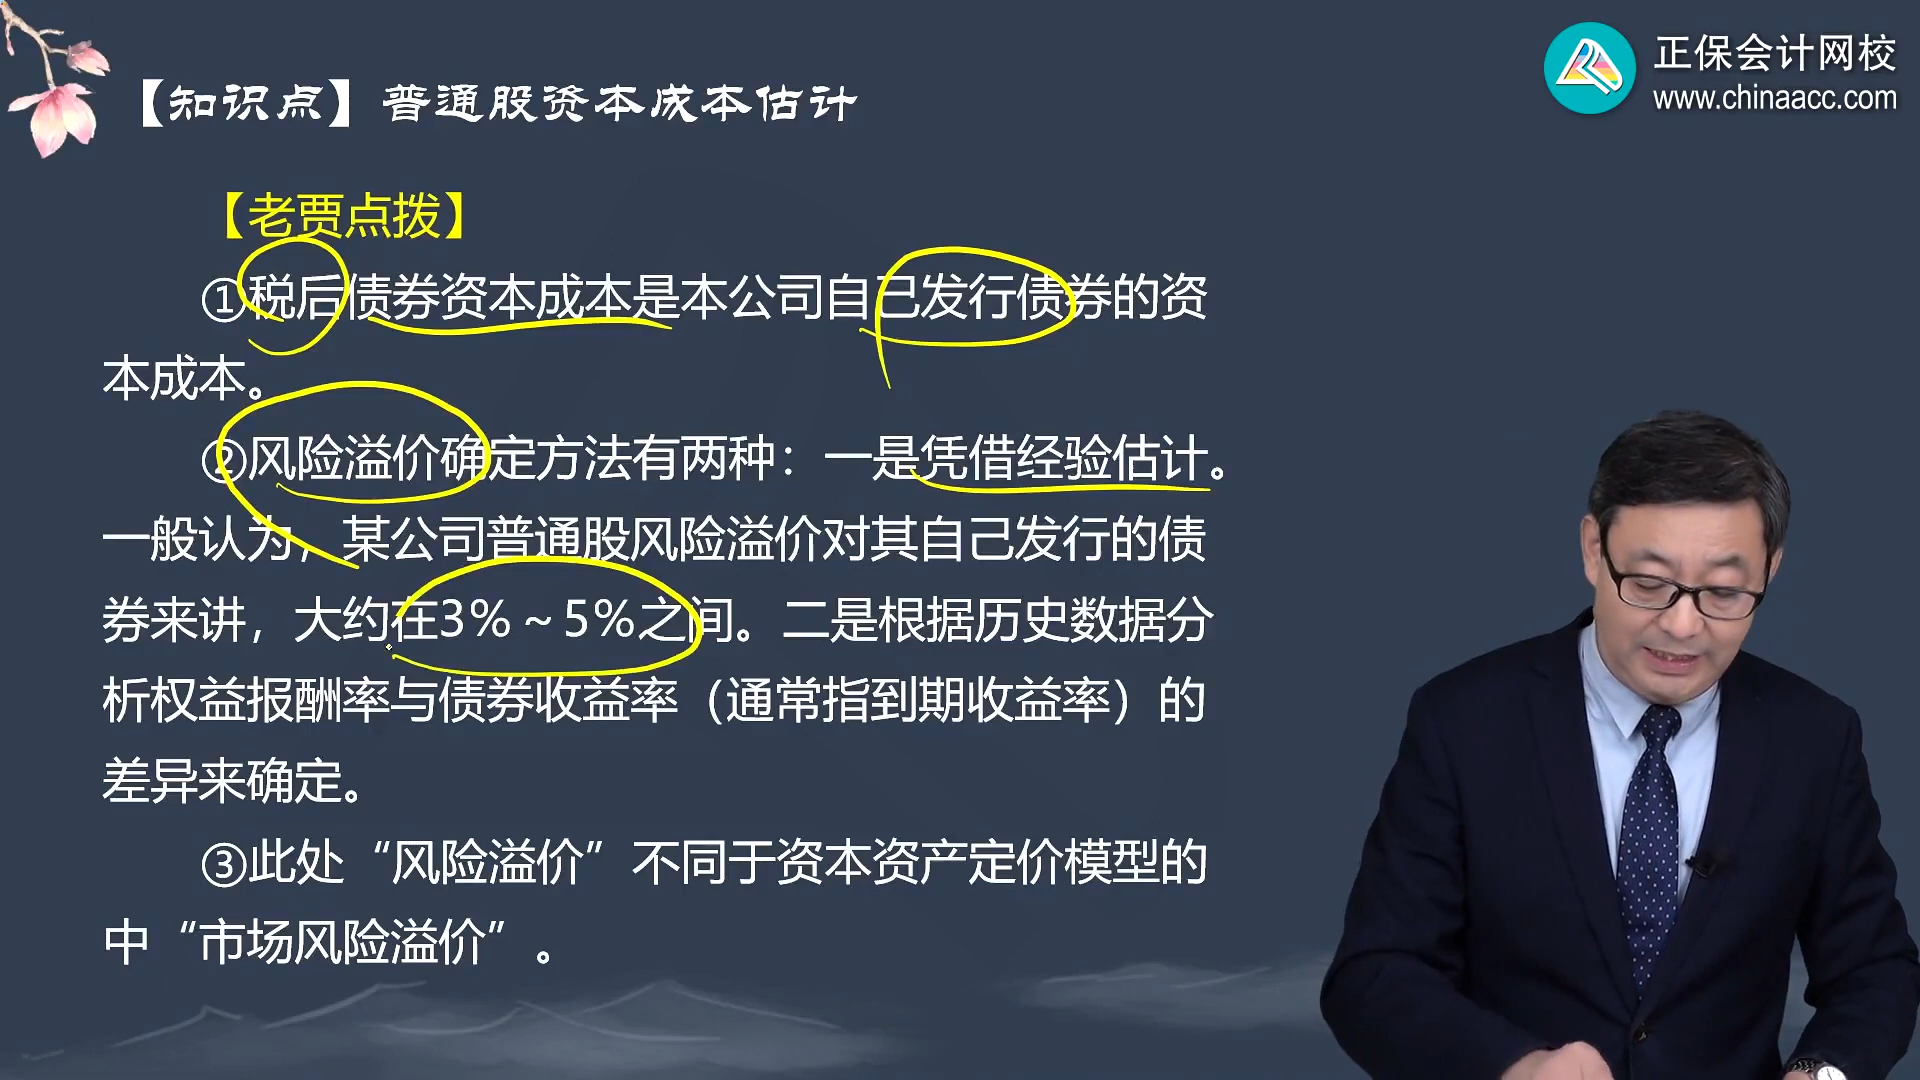 正保会计网校
www.chinaacc.com
【知识点】普通股资本成本估计
【老贾点拨】
①税后债券资本成本是本公司自己发行债券的资
本成本。
②风险溢价确定方法有两种：一是凭借经验估计。
一般认为，某公司普通股风险溢价对其自己发行的债
券来讲，大约在3%～5%之间。二是根据历史数据分
析权益报酬率与债券收益率（通常指到期收益率）的
差异来确定。
③此处“风险溢价”不同于资本资产定价模型的
中“市场风险溢价”。